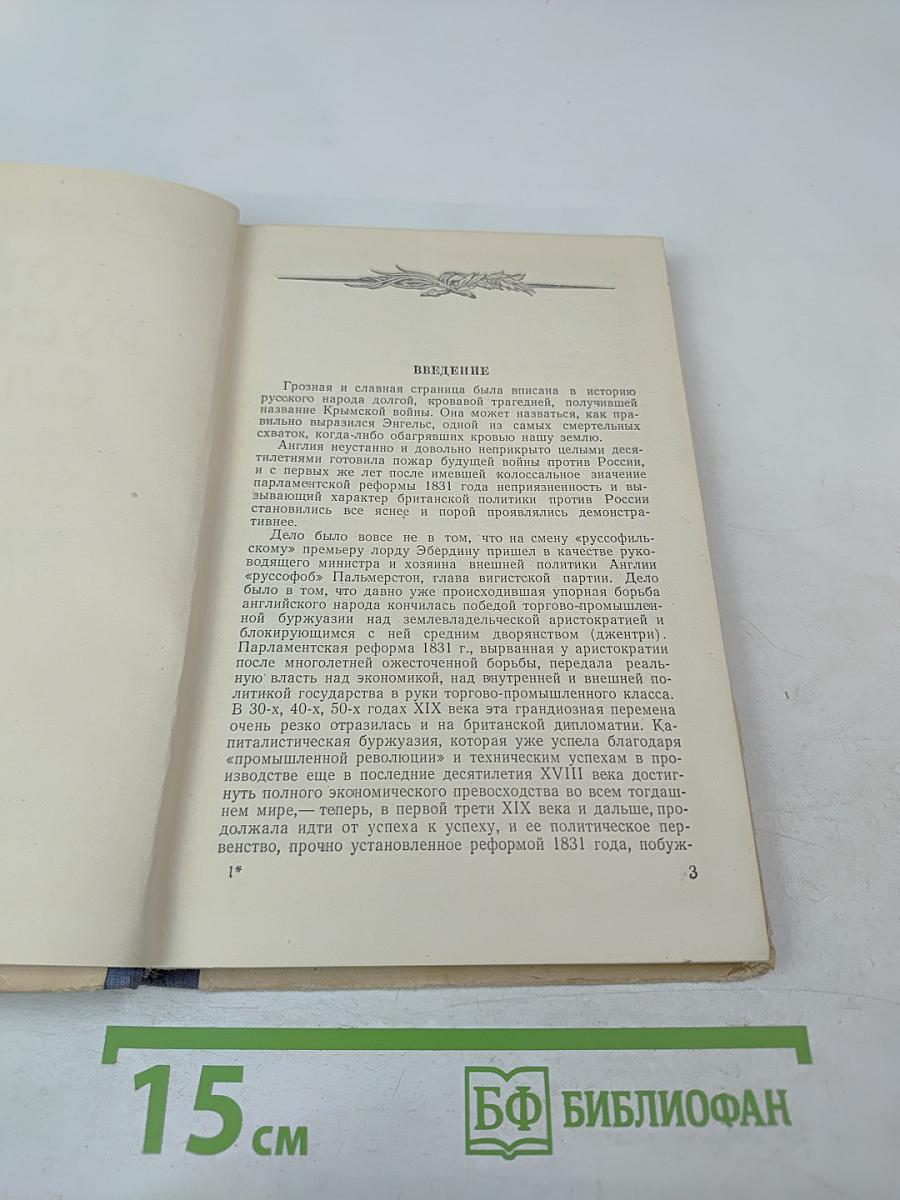 ВВЕДЕНИЕ
Грозная и славная страница была вписана в историю
русского народа долгой, кровавой трагедией, получившей
название Крымской войны. Она может назваться, как пра-
вильно выразился Энгельс, одной из самых смертельных
схваток, когда-либо обагрявших кровью нашу землю.
Англия неустанно и довольно неприкрыто целыми деся-
тилетиями готовила пожар будущей войны против России,
и с первых же лет после имевшей колоссальное значение
парламентской реформы 1831 года неприязненность и вы-
зывающий характер британской политики против России
становились все яснее и порой проявлялись демонстра-
тивнее.
Дело было вовсе не в том, что на смену «руссофиль-
скому» премьеру лорду Эбердину пришел в качестве руко-
водящего министра и хозяина внешней политики Англии
«руссофоб» Пальмерстон, глава вигистской партии. Дело
было в том, что давно уже происходившая упорная борьба
английского народа кончилась победой торгово-промышлен-
ной буржуазии над землевладельческой аристократией и
блокирующимся с ней средним дворянством (джентри).
Парламентская реформа 1831 г., вырванная у аристократии
после многолетней ожесточенной борьбы, передала реаль-
ную власть над экономикой, над внутренней и внешней по-
литикой государства в руки торгово-промышленного класса.
В 30-х, 40-х, 50-х годах XIX века эта грандиозная перемена
очень резко отразилась и на британской дипломатии. Ка-
питалистическая буржуазия, которая уже успела благодаря
«промышленной революции» и техническим успехам в про-
изводстве еще в последние десятилетия XVIII века достиг-
нуть полного экономического превосходства во всем тогдаш-
нем мире,— теперь, в первой трети XIX века и дальше, про-
должала идти от успеха к успеху, и ее политическое пер-
венство, прочно установленное реформой 1831 года, побуж-
1*
3
15 см
БФ БИБЛИОФАН